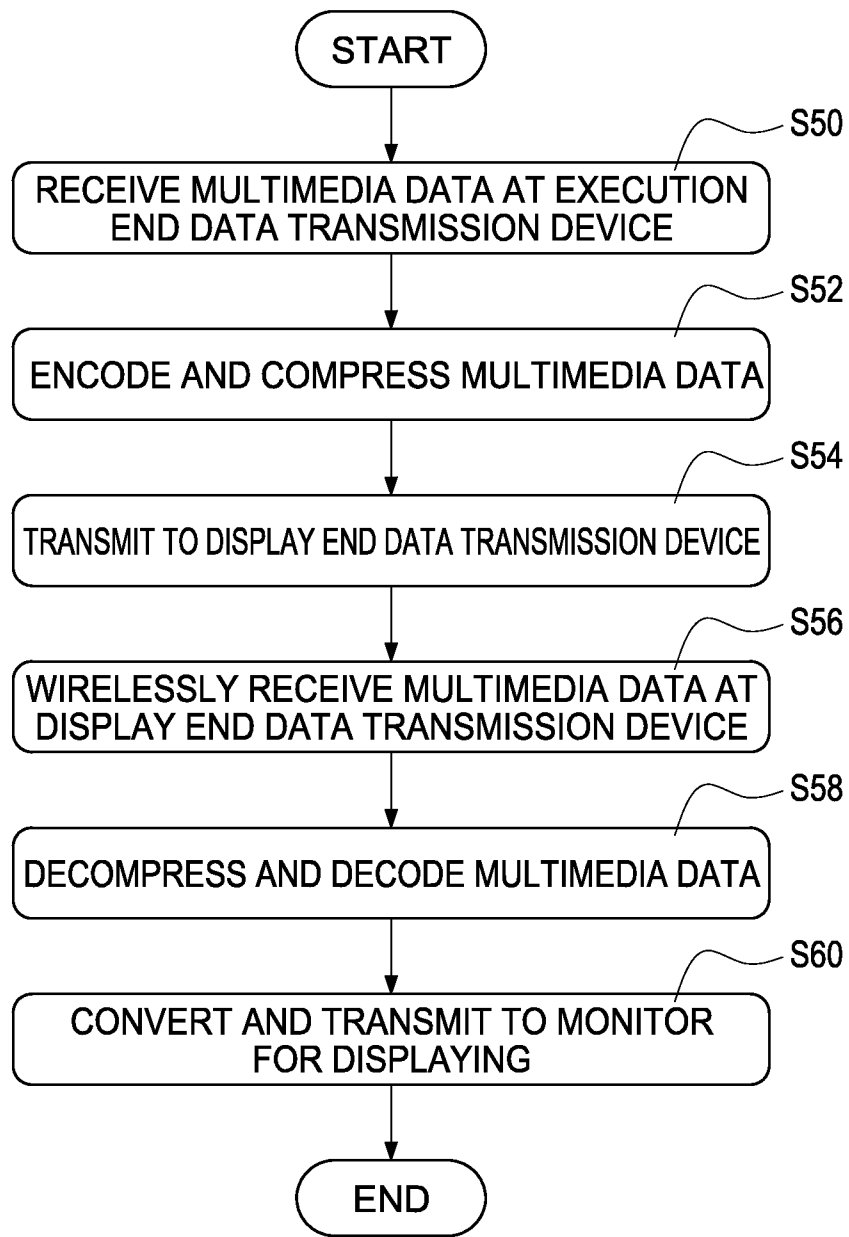 START
S50
RECEIVE MULTIMEDIA DATA AT EXECUTION
END DATA TRANSMISSION DEVICE
S52
ENCODE AND COMPRESS MULTIMEDIA DATA
S54
TRANSMIT TO DISPLAY END DATA TRANSMISSION DEVICE
S56
WIRELESSLY RECEIVE MULTIMEDIA DATA AT
DISPLAY END DATA TRANSMISSION DEVICE
S58
DECOMPRESS AND DECODE MULTIMEDIA DATA
S60
CONVERT AND TRANSMIT TO MONITOR
FOR DISPLAYING
END